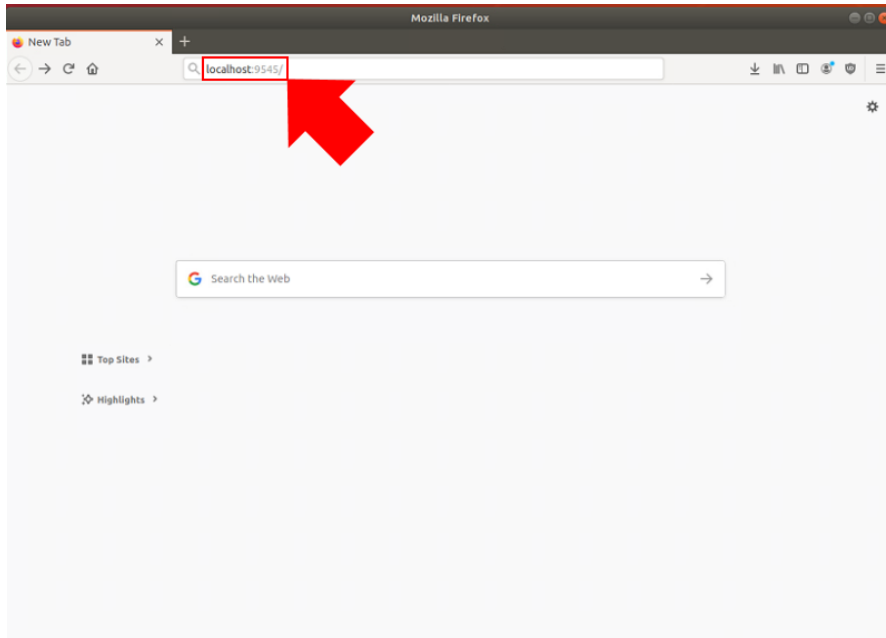 Mozilla Firefox
New Tab
localhost:9545/
Search the Web
Top Sites
Highlights